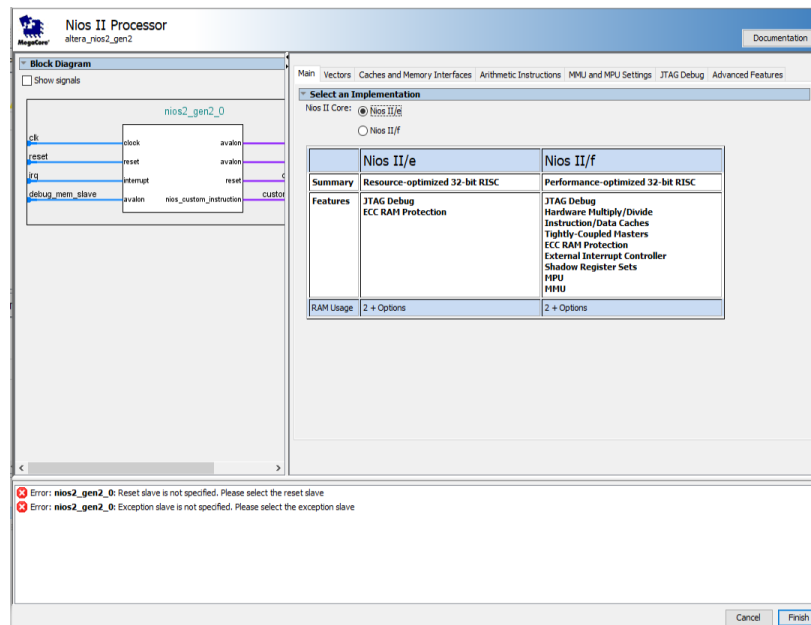 Nios II Processor
altera_nios2_gen2
MegaCore'
Documentation
Block Diagram
Show signals
nios2_gen2_0
clk
clock
avalon
reset
reset
avalon
irq
interrupt
reset
debug_mem_slave
avalon
nios_custom_instruction
custo
Main Vectors Caches and Memory Interfaces Arithmetic Instructions MMU and MPU Settings JTAG Debug Advanced Features
Select an Implementation
Nios II Core: Nios II/e
Nios II/f
Nios II/e Nios II/f
Summary Resource-optimized 32-bit RISC Performance-optimized 32-bit RISC
Features JTAG Debug JTAG Debug
ECC RAM Protection Hardware Multiply/Divide
Instruction/Data Caches
Tightly-Coupled Masters
ECC RAM Protection
External Interrupt Controller
Shadow Register Sets
MPU
MMU
RAM Usage 2 + Options 2 + Options
Error: nios2_gen2_0: Reset slave is not specified. Please select the reset slave
Error: nios2_gen2_0: Exception slave is not specified. Please select the exception slave
Cancel Finish